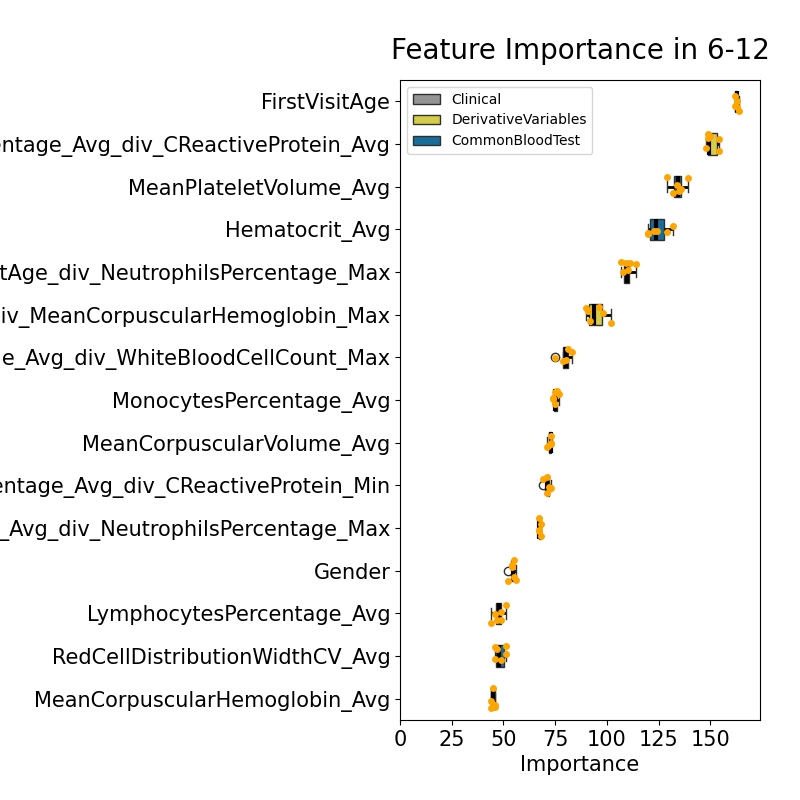 Feature Importance in 6-12
Clinical
DerivativeVariables
CommonBloodTest
FirstVisitAge
entage_Avg_div_CReactiveProtein_Avg
MeanPlateletVolume_Avg
Hematocrit_Avg
tAge_div_NeutrophilsPercentage_Max
iv_MeanCorpuscularHemoglobin_Max
e_Avg_div_WhiteBloodCellCount_Max
MonocytesPercentage_Avg
MeanCorpuscularVolume_Avg
entage_Avg_div_CReactiveProtein_Min
_Avg_div_NeutrophilsPercentage_Max
Gender
LymphocytesPercentage_Avg
RedCellDistributionWidthCV_Avg
MeanCorpuscularHemoglobin_Avg
0 25 50 75 100 125 150
Importance